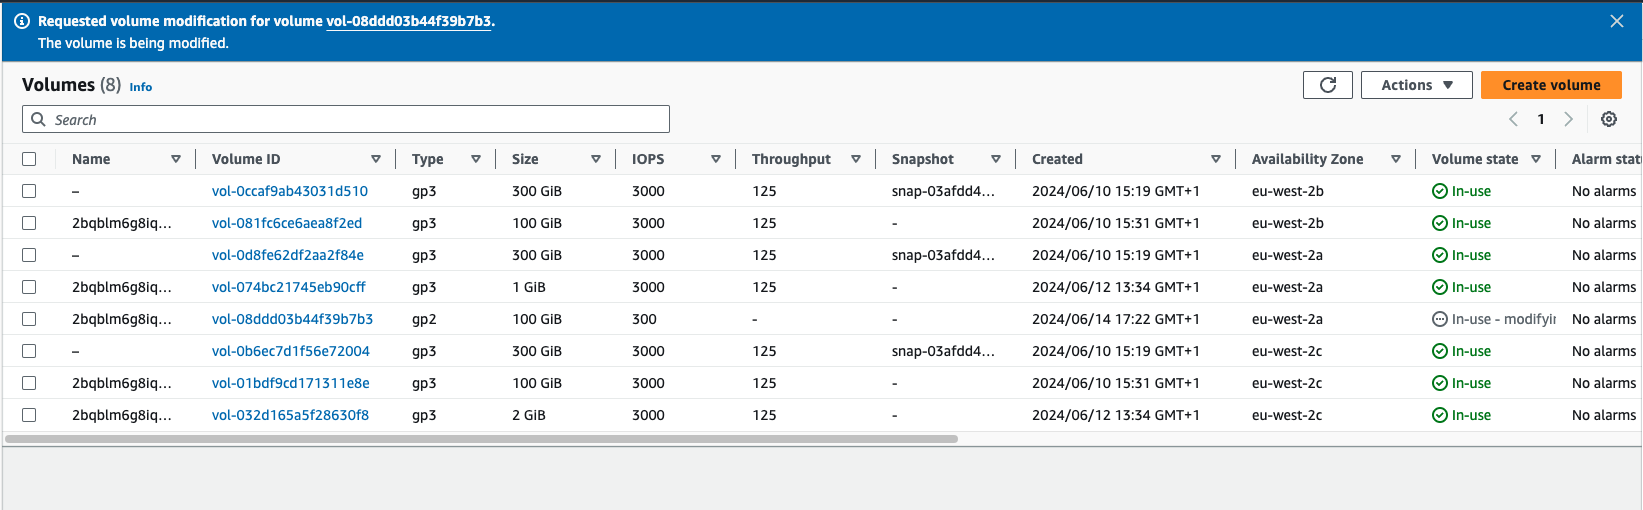 Requested volume modification for volume vol-08ddd03b44f39b7b3.
The volume is being modified.
Volumes (8) Info
Actions
Create volume
Search
1
Name Volume ID Type Size IOPS Throughput Snapshot Created Availability Zone Volume state Alarm stat
– vol-0ccaf9ab43031d510 gp3 300 GiB 3000 125 snap-03afdd4... 2024/06/10 15:19 GMT+1 eu-west-2b In-use No alarms
2bqblm6g8iq... vol-081fc6ce6aea8f2ed gp3 100 GiB 3000 125 - 2024/06/10 15:31 GMT+1 eu-west-2b In-use No alarms
– vol-0d8fe62df2aa2f84e gp3 300 GiB 3000 125 snap-03afdd4... 2024/06/10 15:19 GMT+1 eu-west-2a In-use No alarms
2bqblm6g8iq... vol-074bc21745eb90cff gp3 1 GiB 3000 125 - 2024/06/12 13:34 GMT+1 eu-west-2a In-use No alarms
2bqblm6g8iq... vol-08ddd03b44f39b7b3 gp2 100 GiB 300 - - 2024/06/14 17:22 GMT+1 eu-west-2a In-use - modifyin No alarms
– vol-0b6ec7d1f56e72004 gp3 300 GiB 3000 125 snap-03afdd4... 2024/06/10 15:19 GMT+1 eu-west-2c In-use No alarms
2bqblm6g8iq... vol-01bdf9cd171311e8e gp3 100 GiB 3000 125 - 2024/06/10 15:31 GMT+1 eu-west-2c In-use No alarms
2bqblm6g8iq... vol-032d165a5f28630f8 gp3 2 GiB 3000 125 - 2024/06/12 13:34 GMT+1 eu-west-2c In-use No alarms